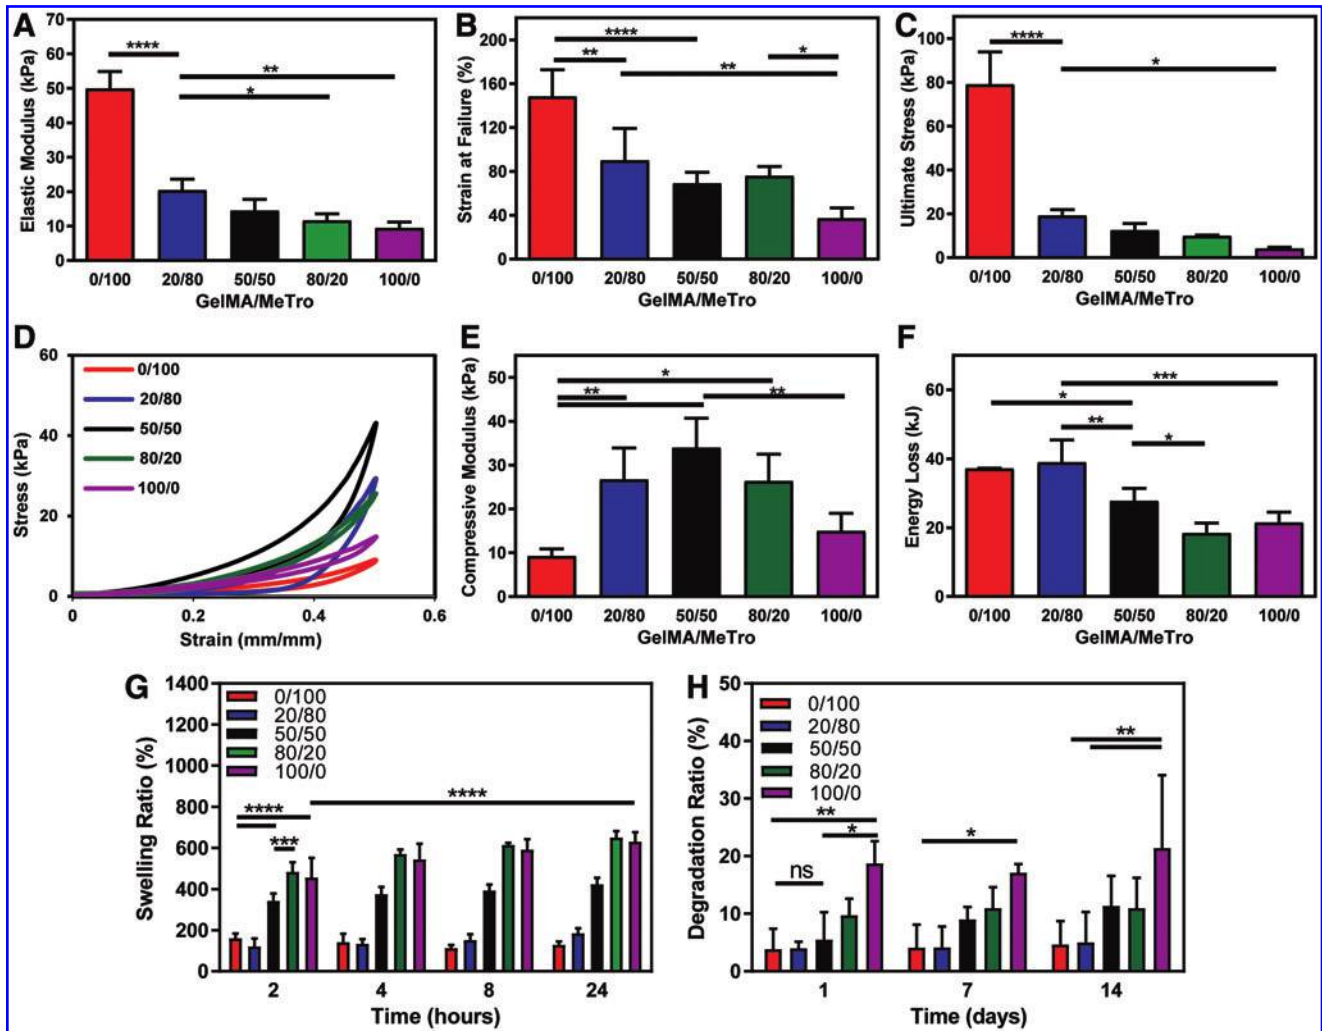 A
Elastic Modulus (kPa)
70
60
50
40
30
20
10
0
****
**
*
0/100 20/80 50/50 80/20 100/0
GelMA/MeTro
B
Strain at Failure (%)
200
160
120
80
40
0
****
**
*
**
0/100 20/80 50/50 80/20 100/0
GelMA/MeTro
C
Ultimate Stress (kPa)
100
80
60
40
20
0
****
*
0/100 20/80 50/50 80/20 100/0
GelMA/MeTro
D
Stress (kPa)
60
40
20
0
0/100
20/80
50/50
80/20
100/0
0 0.2 0.4 0.6
Strain (mm/mm)
E
Compressive Modulus (kPa)
50
40
30
20
10
0
*
**
**
0/100 20/80 50/50 80/20 100/0
GelMA/MeTro
F
Energy Loss (kJ)
60
40
20
0
***
*
**
*
0/100 20/80 50/50 80/20 100/0
GelMA/MeTro
G
Swelling Ratio (%)
1400
1200
1000
800
600
400
200
0
0/100
20/80
50/50
80/20
100/0
****
****
***
2 4 8 24
Time (hours)
H
Degradation Ratio (%)
50
40
30
20
10
0
0/100
20/80
50/50
80/20
100/0
**
**
*
*
ns
1 7 14
Time (days)